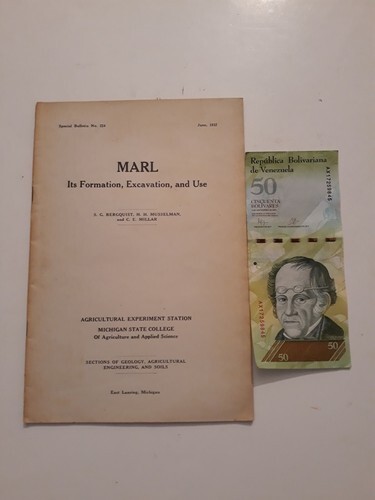 Special Bulletin No. 224
June, 1932
MARL
Its Formation, Excavation, and Use
S. G. BERGQUIST, H. H. MUSSELMAN,
and C. E. MILLAR
AGRICULTURAL EXPERIMENT STATION
MICHIGAN STATE COLLEGE
Of Agriculture and Applied Science
SECTIONS OF GEOLOGY, AGRICULTURAL
ENGINEERING, AND SOILS
East Lansing, Michigan
República Bolivariana
de Venezuela
50
CINCUENTA
BOLÍVARES
50
50